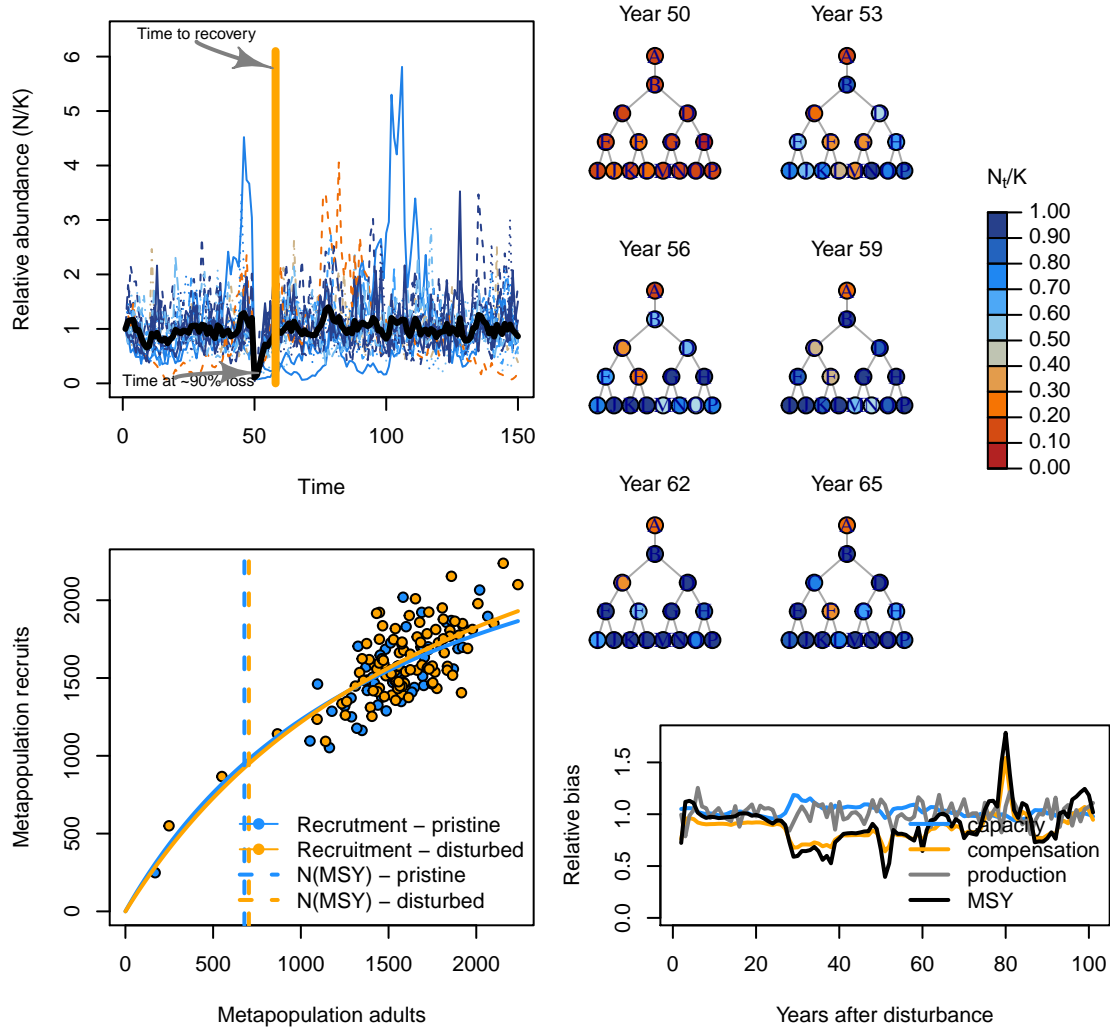 Time to recovery
Time at ~90% loss
Relative abundance (N/K)
0
1
2
3
4
5
6
0
50
100
150
Time
Year 50
A
B
Year 53
A
B
Year 56
A
B
Year 59
A
B
Year 62
A
B
Year 65
A
B
Nt/K
1.00
0.90
0.80
0.70
0.60
0.50
0.40
0.30
0.20
0.10
0.00
Metapopulation recruits
0
500
1000
1500
2000
Recrutment – pristine
Recruitment – disturbed
N(MSY) – pristine
N(MSY) – disturbed
0
500
1000
1500
2000
Metapopulation adults
Relative bias
0.0
0.5
1.0
1.5
capacity
compensation
production
MSY
0
20
40
60
80
100
Years after disturbance